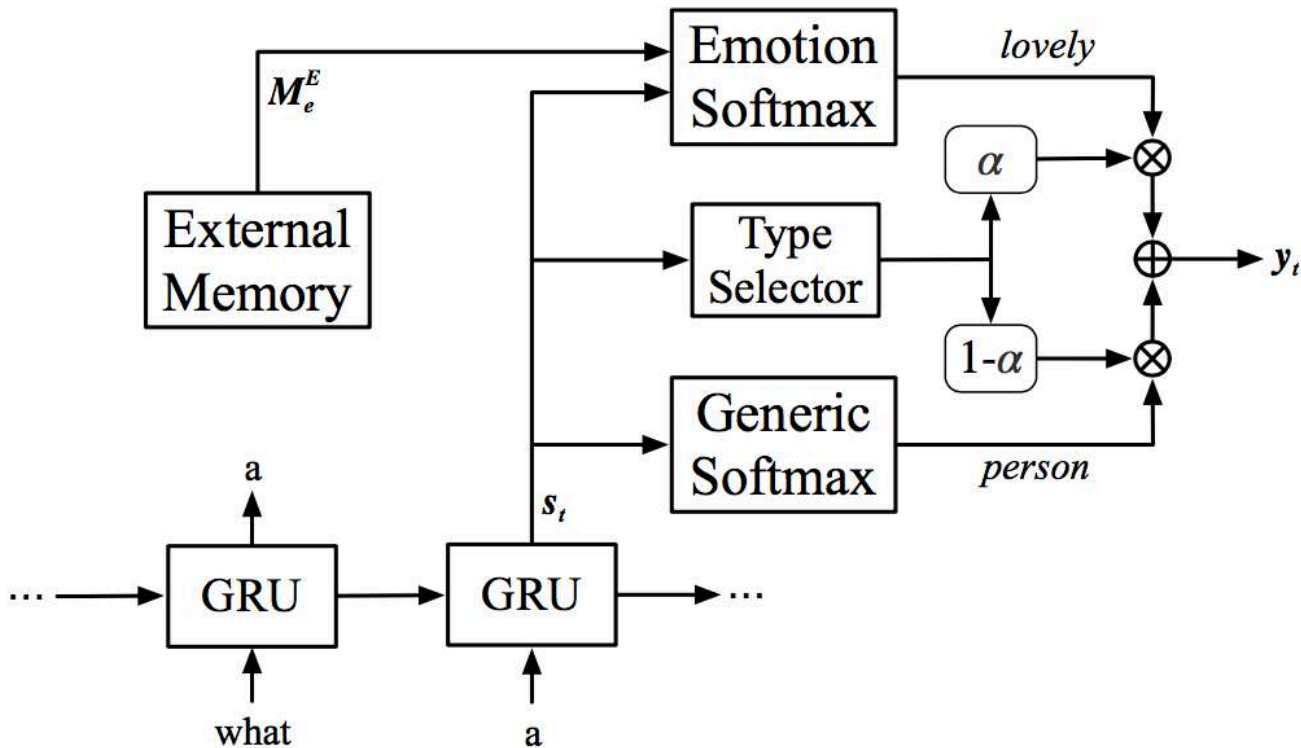 Emotion
Softmax
lovely
M_e^E
α
External
Memory
Type
Selector
y_t
1-α
Generic
Softmax
person
a
s_t
...
GRU
GRU
...
what
a